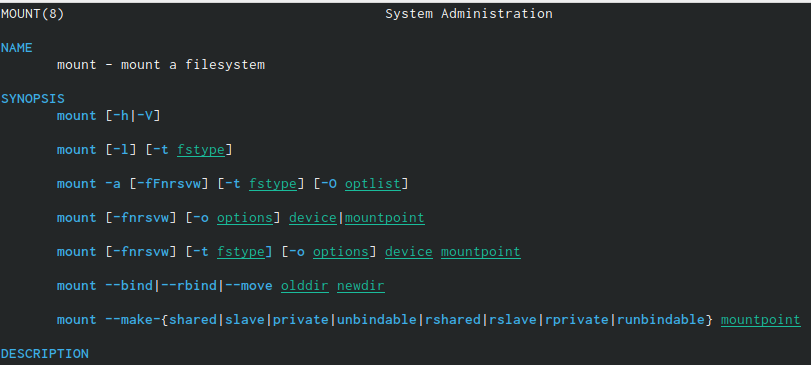 MOUNT(8) System Administration
NAME
mount - mount a filesystem
SYNOPSIS
mount [-h|-V]
mount [-l] [-t fstype]
mount -a [-fFnrsvw] [-t fstype] [-O optlist]
mount [-fnrsvw] [-o options] device|mountpoint
mount [-fnrsvw] [-t fstype] [-o options] device mountpoint
mount --bind|--rbind|--move olddir newdir
mount --make-{shared|slave|private|unbindable|rshared|rslave|rprivate|runbindable} mountpoint
DESCRIPTION